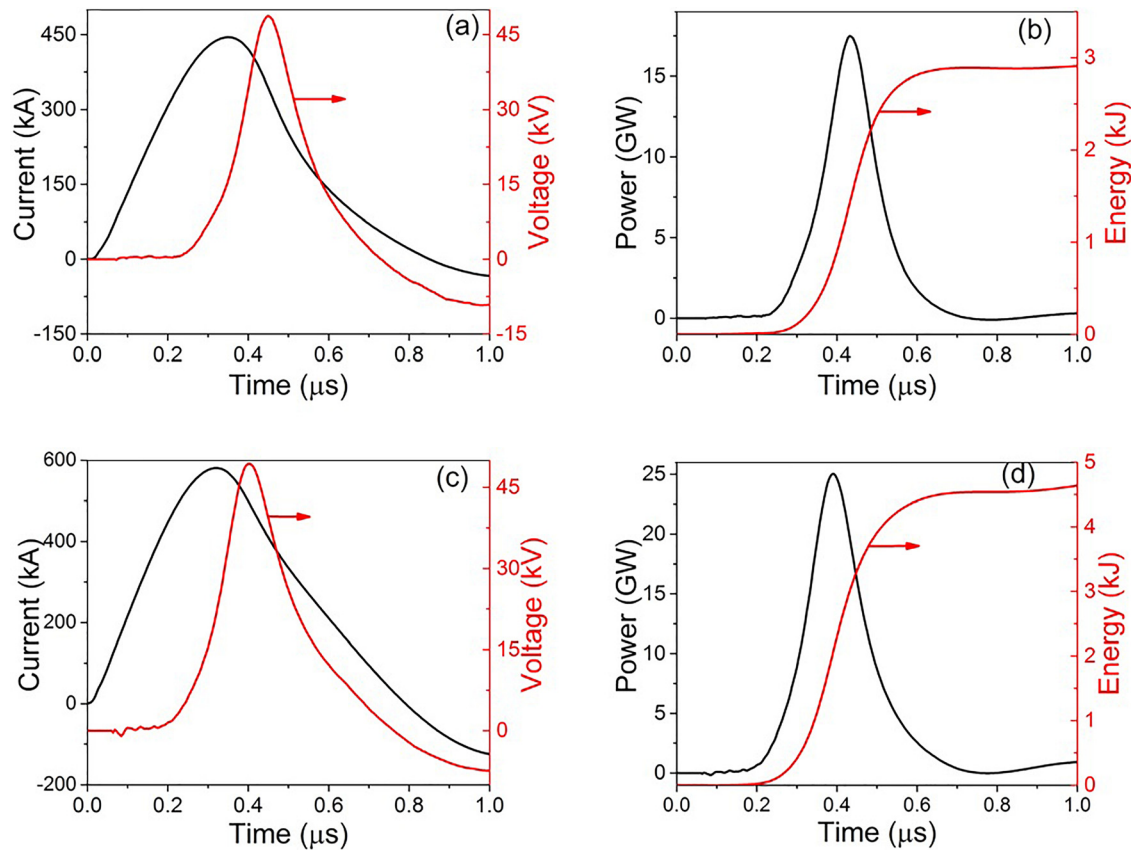 (a)
Current (kA)
450
300
150
0
-150
0.0 0.2 0.4 0.6 0.8 1.0
Time (μs)
45
30
15
0
-15
Voltage (kV)
(b)
Power (GW)
15
10
5
0
0.0 0.2 0.4 0.6 0.8 1.0
Time (μs)
3
2
1
0
Energy (kJ)
(c)
Current (kA)
600
400
200
0
-200
0.0 0.2 0.4 0.6 0.8 1.0
Time (μs)
45
30
15
0
Voltage (kV)
(d)
Power (GW)
25
20
15
10
5
0
0.0 0.2 0.4 0.6 0.8 1.0
Time (μs)
5
4
3
2
1
0
Energy (kJ)